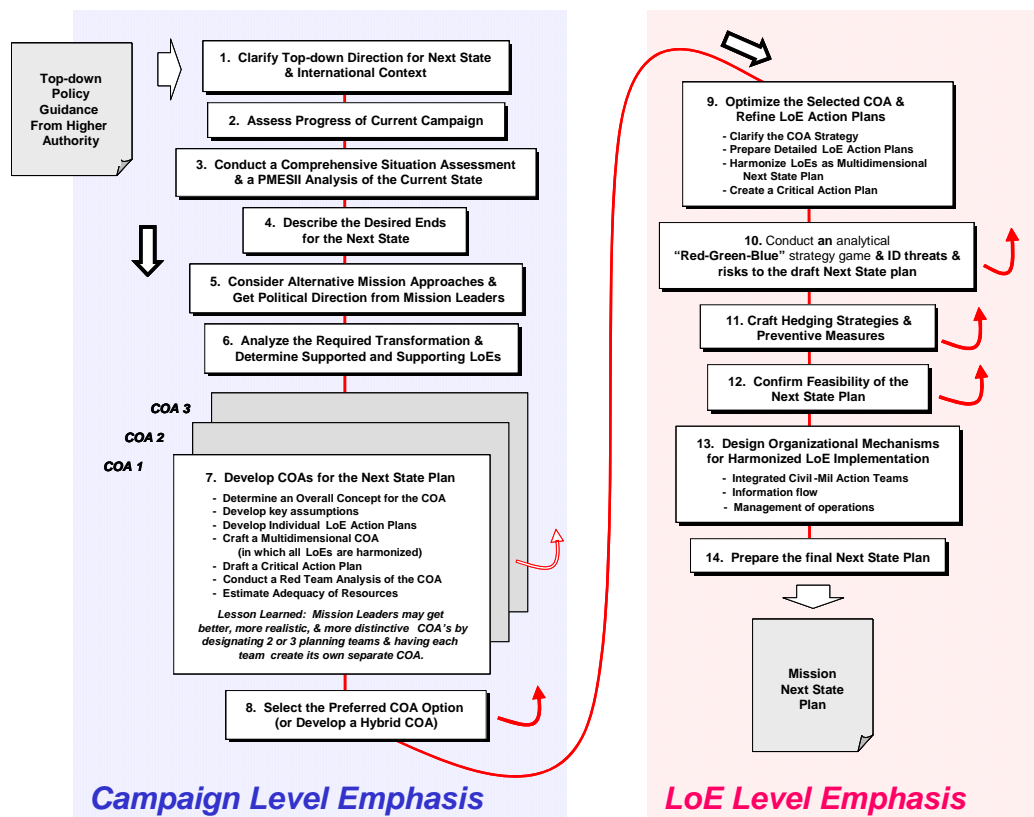 Top-down
Policy
Guidance
From Higher
Authority
1. Clarify Top-down Direction for Next State
& International Context
2. Assess Progress of Current Campaign
3. Conduct a Comprehensive Situation Assessment
& a PMESII Analysis of the Current State
4. Describe the Desired Ends
for the Next State
5. Consider Alternative Mission Approaches &
Get Political Direction from Mission Leaders
6. Analyze the Required Transformation &
Determine Supported and Supporting LoEs
COA 3
COA 2
COA 1
7. Develop COAs for the Next State Plan
- Determine an Overall Concept for the COA
- Develop key assumptions
- Develop Individual LoE Action Plans
- Craft a Multidimensional COA
(in which all LoEs are harmonized)
- Draft a Critical Action Plan
- Conduct a Red Team Analysis of the COA
- Estimate Adequacy of Resources
Lesson Learned: Mission Leaders may get
better, more realistic, & more distinctive COA's by
designating 2 or 3 planning teams & having each
team create its own separate COA.
8. Select the Preferred COA Option
(or Develop a Hybrid COA)
Campaign Level Emphasis
9. Optimize the Selected COA &
Refine LoE Action Plans
- Clarify the COA Strategy
- Prepare Detailed LoE Action Plans
- Harmonize LoEs as Multidimensional
Next State Plan
- Create a Critical Action Plan
10. Conduct an analytical
“Red-Green-Blue” strategy game & ID threats &
risks to the draft Next State plan
11. Craft Hedging Strategies &
Preventive Measures
12. Confirm Feasibility of the
Next State Plan
13. Design Organizational Mechanisms
for Harmonized LoE Implementation
- Integrated Civil-Mil Action Teams
- Information flow
- Management of operations
14. Prepare the final Next State Plan
Mission
Next State
Plan
LoE Level Emphasis